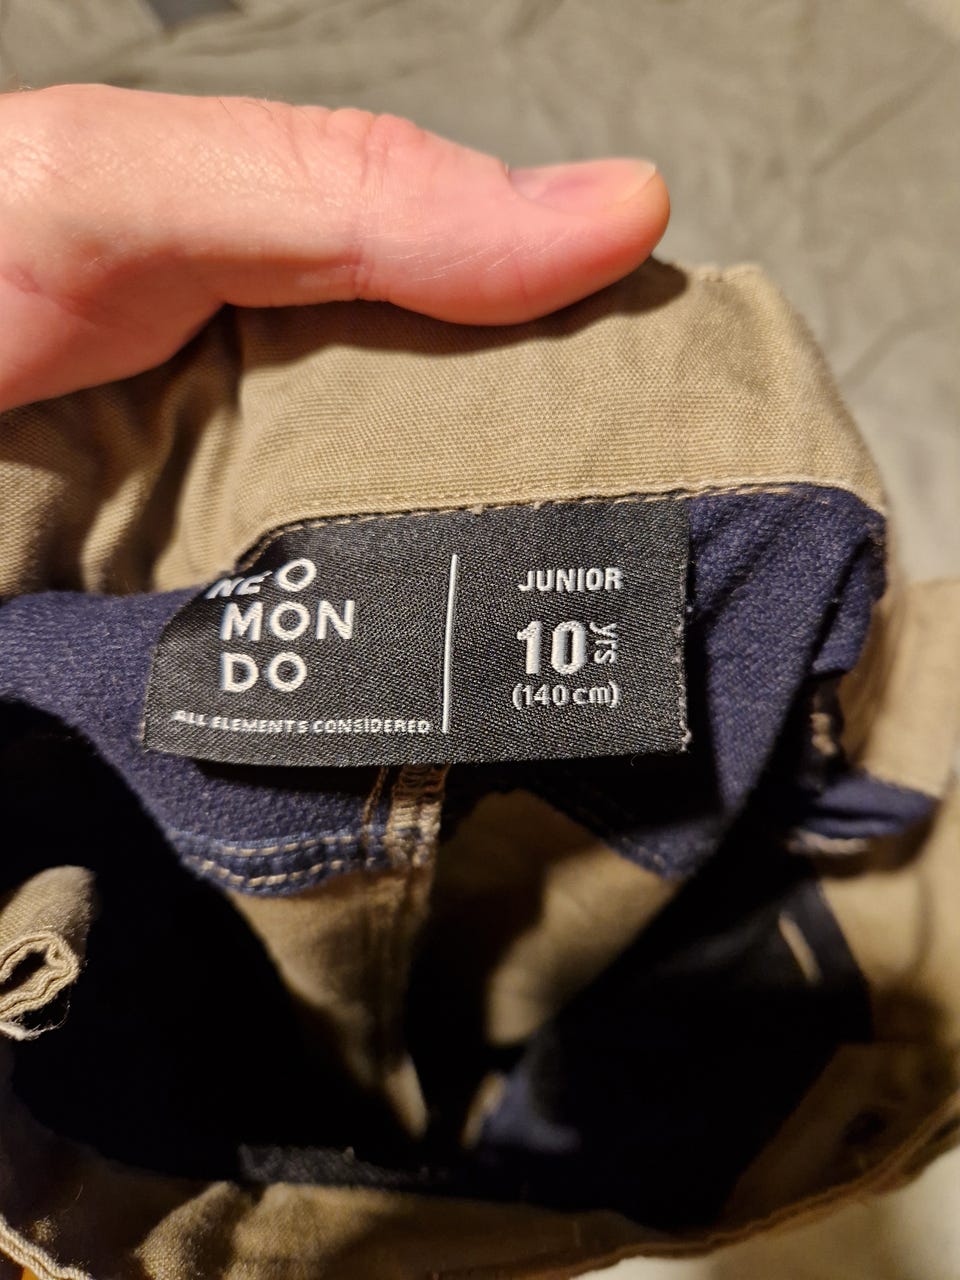 NEO
MON
DO
ALL ELEMENTS CONSIDERED
JUNIOR
10 yrs
(140 cm)